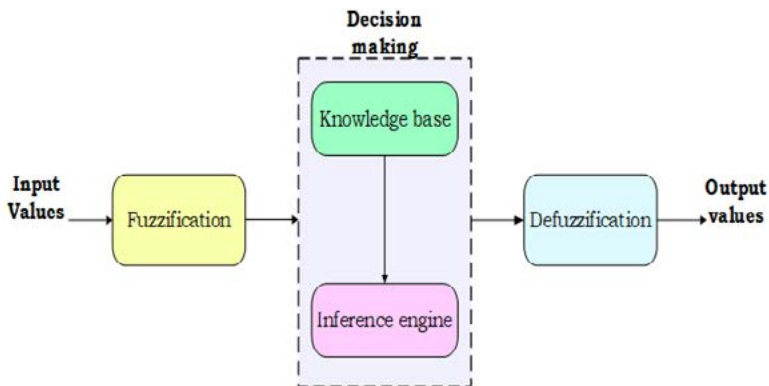 Decision
making
Knowledge base
Input
Values
Fuzzification
Defuzzification
Output
values
Inference engine